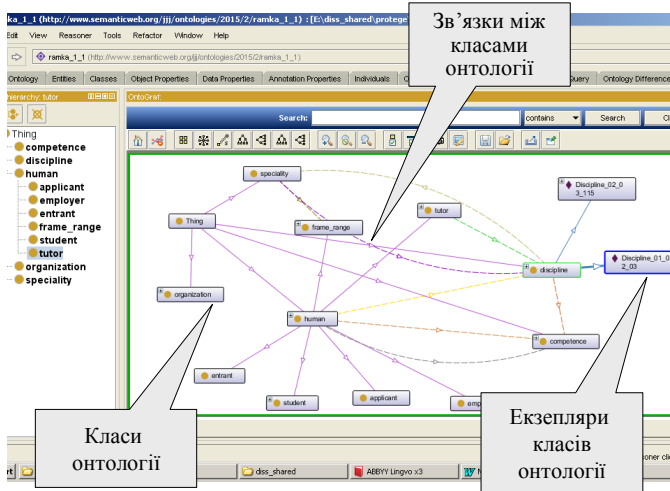 ka_1_1 (http://www.semanticweb.org/jjj/ontologies/2015/2/ramka_1_1) : [E:\diss_shared\protege
Edit View Reasoner Tools Refactor Window Help
ramka_1_1 (http://www.semanticweb.org/jjj/ontologies/2015/2/ramka_1_1)
Ontology Entities Classes Object Properties Data Properties Annotation Properties Individuals Query Ontology Difference
hierarchy: tutor
OntoGraf:
Search: contains Search
Зв’язки між
класами
онтології
Thing
competence
discipline
human
applicant
employer
entrant
frame_range
student
tutor
organization
speciality
speciality
Discipline_02_0
3_115
Thing
tutor
frame_range
discipline
Discipline_01_0
2_03
organization
human
competence
entrant
student
applicant
emp
Класи
онтології
Екзепляри
класів
онтології
diss_shared
ABBYY Lingvo x3